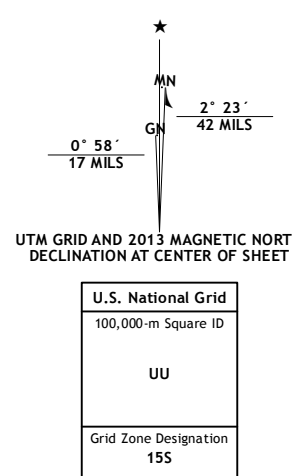 ★
MN
2° 23´
42 MILS
GN
0° 58´
17 MILS
UTM GRID AND 2013 MAGNETIC NORT
DECLINATION AT CENTER OF SHEET
U.S. National Grid
100,000-m Square ID
UU
Grid Zone Designation
15S